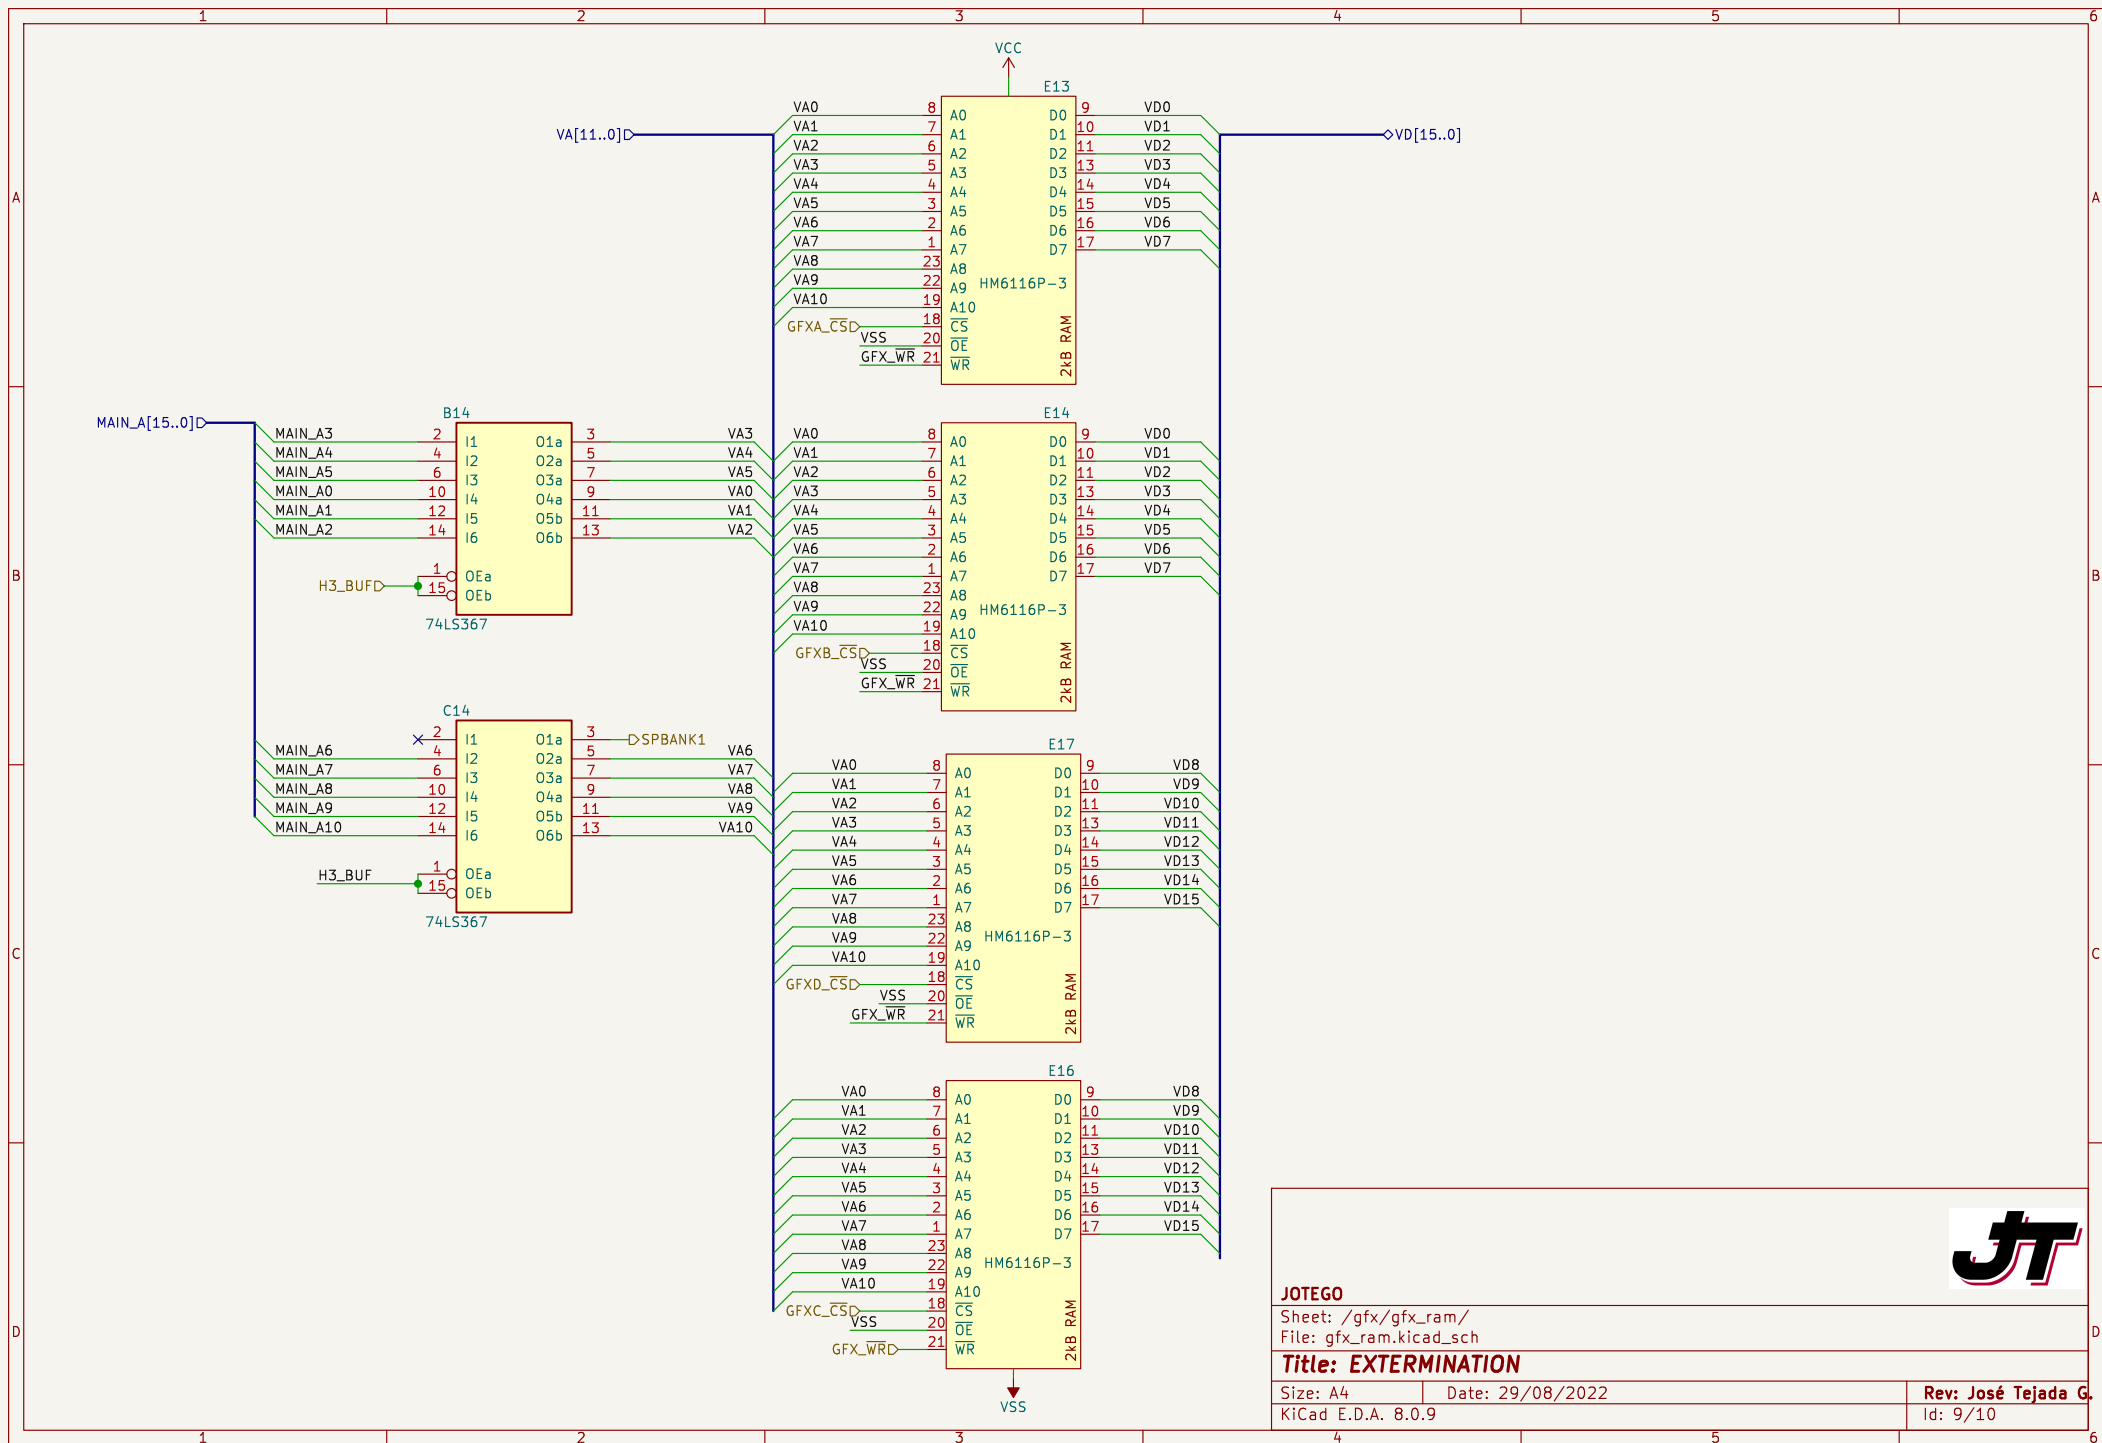 1 2 3 4 5 6
VCC
E13
VA[11..0]
VD[15..0]
VA0 8 A0 D0 9 VD0
VA1 7 A1 D1 10 VD1
VA2 6 A2 D2 11 VD2
VA3 5 A3 D3 13 VD3
VA4 4 A4 D4 14 VD4
VA5 3 A5 D5 15 VD5
VA6 2 A6 D6 16 VD6
VA7 1 A7 D7 17 VD7
VA8 23 A8
VA9 22 A9 HM6116P-3
VA10 19 A10
GFXA_CS 18 CS
VSS 20 OE
GFX_WR 21 WR
2kB RAM
A A
MAIN_A[15..0]
B14
MAIN_A3 2 I1 O1a 3 VA3
MAIN_A4 4 I2 O2a 5 VA4
MAIN_A5 6 I3 O3a 7 VA5
MAIN_A0 10 I4 O4a 9 VA0
MAIN_A1 12 I5 O5b 11 VA1
MAIN_A2 14 I6 O6b 13 VA2
H3_BUF 1 OEa
15 OEb
74LS367
E14
VA0 8 A0 D0 9 VD0
VA1 7 A1 D1 10 VD1
VA2 6 A2 D2 11 VD2
VA3 5 A3 D3 13 VD3
VA4 4 A4 D4 14 VD4
VA5 3 A5 D5 15 VD5
VA6 2 A6 D6 16 VD6
VA7 1 A7 D7 17 VD7
VA8 23 A8
VA9 22 A9 HM6116P-3
VA10 19 A10
GFXB_CS 18 CS
VSS 20 OE
GFX_WR 21 WR
2kB RAM
B B
C14
2 I1 O1a 3 SPBANK1
MAIN_A6 4 I2 O2a 5 VA6
MAIN_A7 6 I3 O3a 7 VA7
MAIN_A8 10 I4 O4a 9 VA8
MAIN_A9 12 I5 O5b 11 VA9
MAIN_A10 14 I6 O6b 13 VA10
H3_BUF 1 OEa
15 OEb
74LS367
E17
VA0 8 A0 D0 9 VD8
VA1 7 A1 D1 10 VD9
VA2 6 A2 D2 11 VD10
VA3 5 A3 D3 13 VD11
VA4 4 A4 D4 14 VD12
VA5 3 A5 D5 15 VD13
VA6 2 A6 D6 16 VD14
VA7 1 A7 D7 17 VD15
VA8 23 A8
VA9 22 A9 HM6116P-3
VA10 19 A10
GFXD_CS 18 CS
VSS 20 OE
GFX_WR 21 WR
2kB RAM
C C
E16
VA0 8 A0 D0 9 VD8
VA1 7 A1 D1 10 VD9
VA2 6 A2 D2 11 VD10
VA3 5 A3 D3 13 VD11
VA4 4 A4 D4 14 VD12
VA5 3 A5 D5 15 VD13
VA6 2 A6 D6 16 VD14
VA7 1 A7 D7 17 VD15
VA8 23 A8
VA9 22 A9 HM6116P-3
VA10 19 A10
GFXC_CS 18 CS
VSS 20 OE
GFX_WR 21 WR
2kB RAM
VSS
D D
JT
JOTEGO
Sheet: /gfx/gfx_ram/
File: gfx_ram.kicad_sch
Title: EXTERMINATION
Size: A4 Date: 29/08/2022 Rev: José Tejada G.
KiCad E.D.A. 8.0.9 Id: 9/10
1 2 3 4 5 6